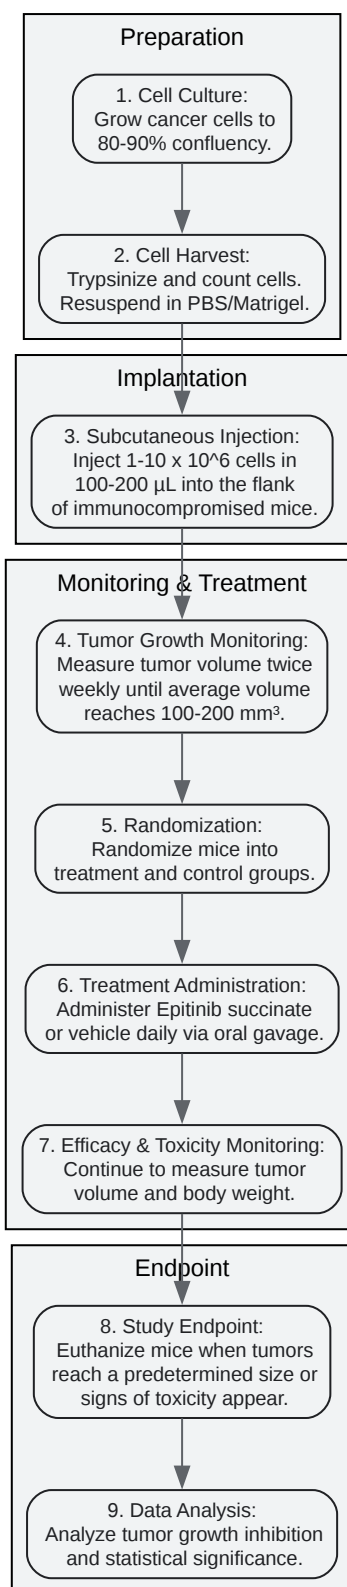 Preparation
1. Cell Culture:
Grow cancer cells to
80-90% confluency.
2. Cell Harvest:
Trypsinize and count cells.
Resuspend in PBS/Matrigel.
Implantation
3. Subcutaneous Injection:
Inject 1-10 x 10^6 cells in
100-200 µL into the flank
of immunocompromised mice.
Monitoring & Treatment
4. Tumor Growth Monitoring:
Measure tumor volume twice
weekly until average volume
reaches 100-200 mm³.
5. Randomization:
Randomize mice into
treatment and control groups.
6. Treatment Administration:
Administer Epitinib succinate
or vehicle daily via oral gavage.
7. Efficacy & Toxicity Monitoring:
Continue to measure tumor
volume and body weight.
Endpoint
8. Study Endpoint:
Euthanize mice when tumors
reach a predetermined size or
signs of toxicity appear.
9. Data Analysis:
Analyze tumor growth inhibition
and statistical significance.